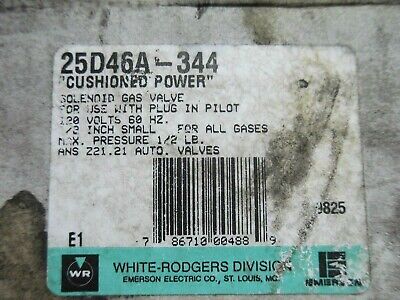 25D46A-344
"CUSHIONED POWER"
SOLENOID GAS VALVE
FOR USE WITH PLUG IN PILOT
120 VOLTS 60 HZ.
1/2 INCH SMALL FOR ALL GASES
MAX. PRESSURE 1/2 LB.
ANS Z21.21 AUTO. VALVES
9825
E1
7 86710 00488 9
WR
WHITE-RODGERS DIVISION
EMERSON ELECTRIC CO., ST. LOUIS, MO.
EMERSON